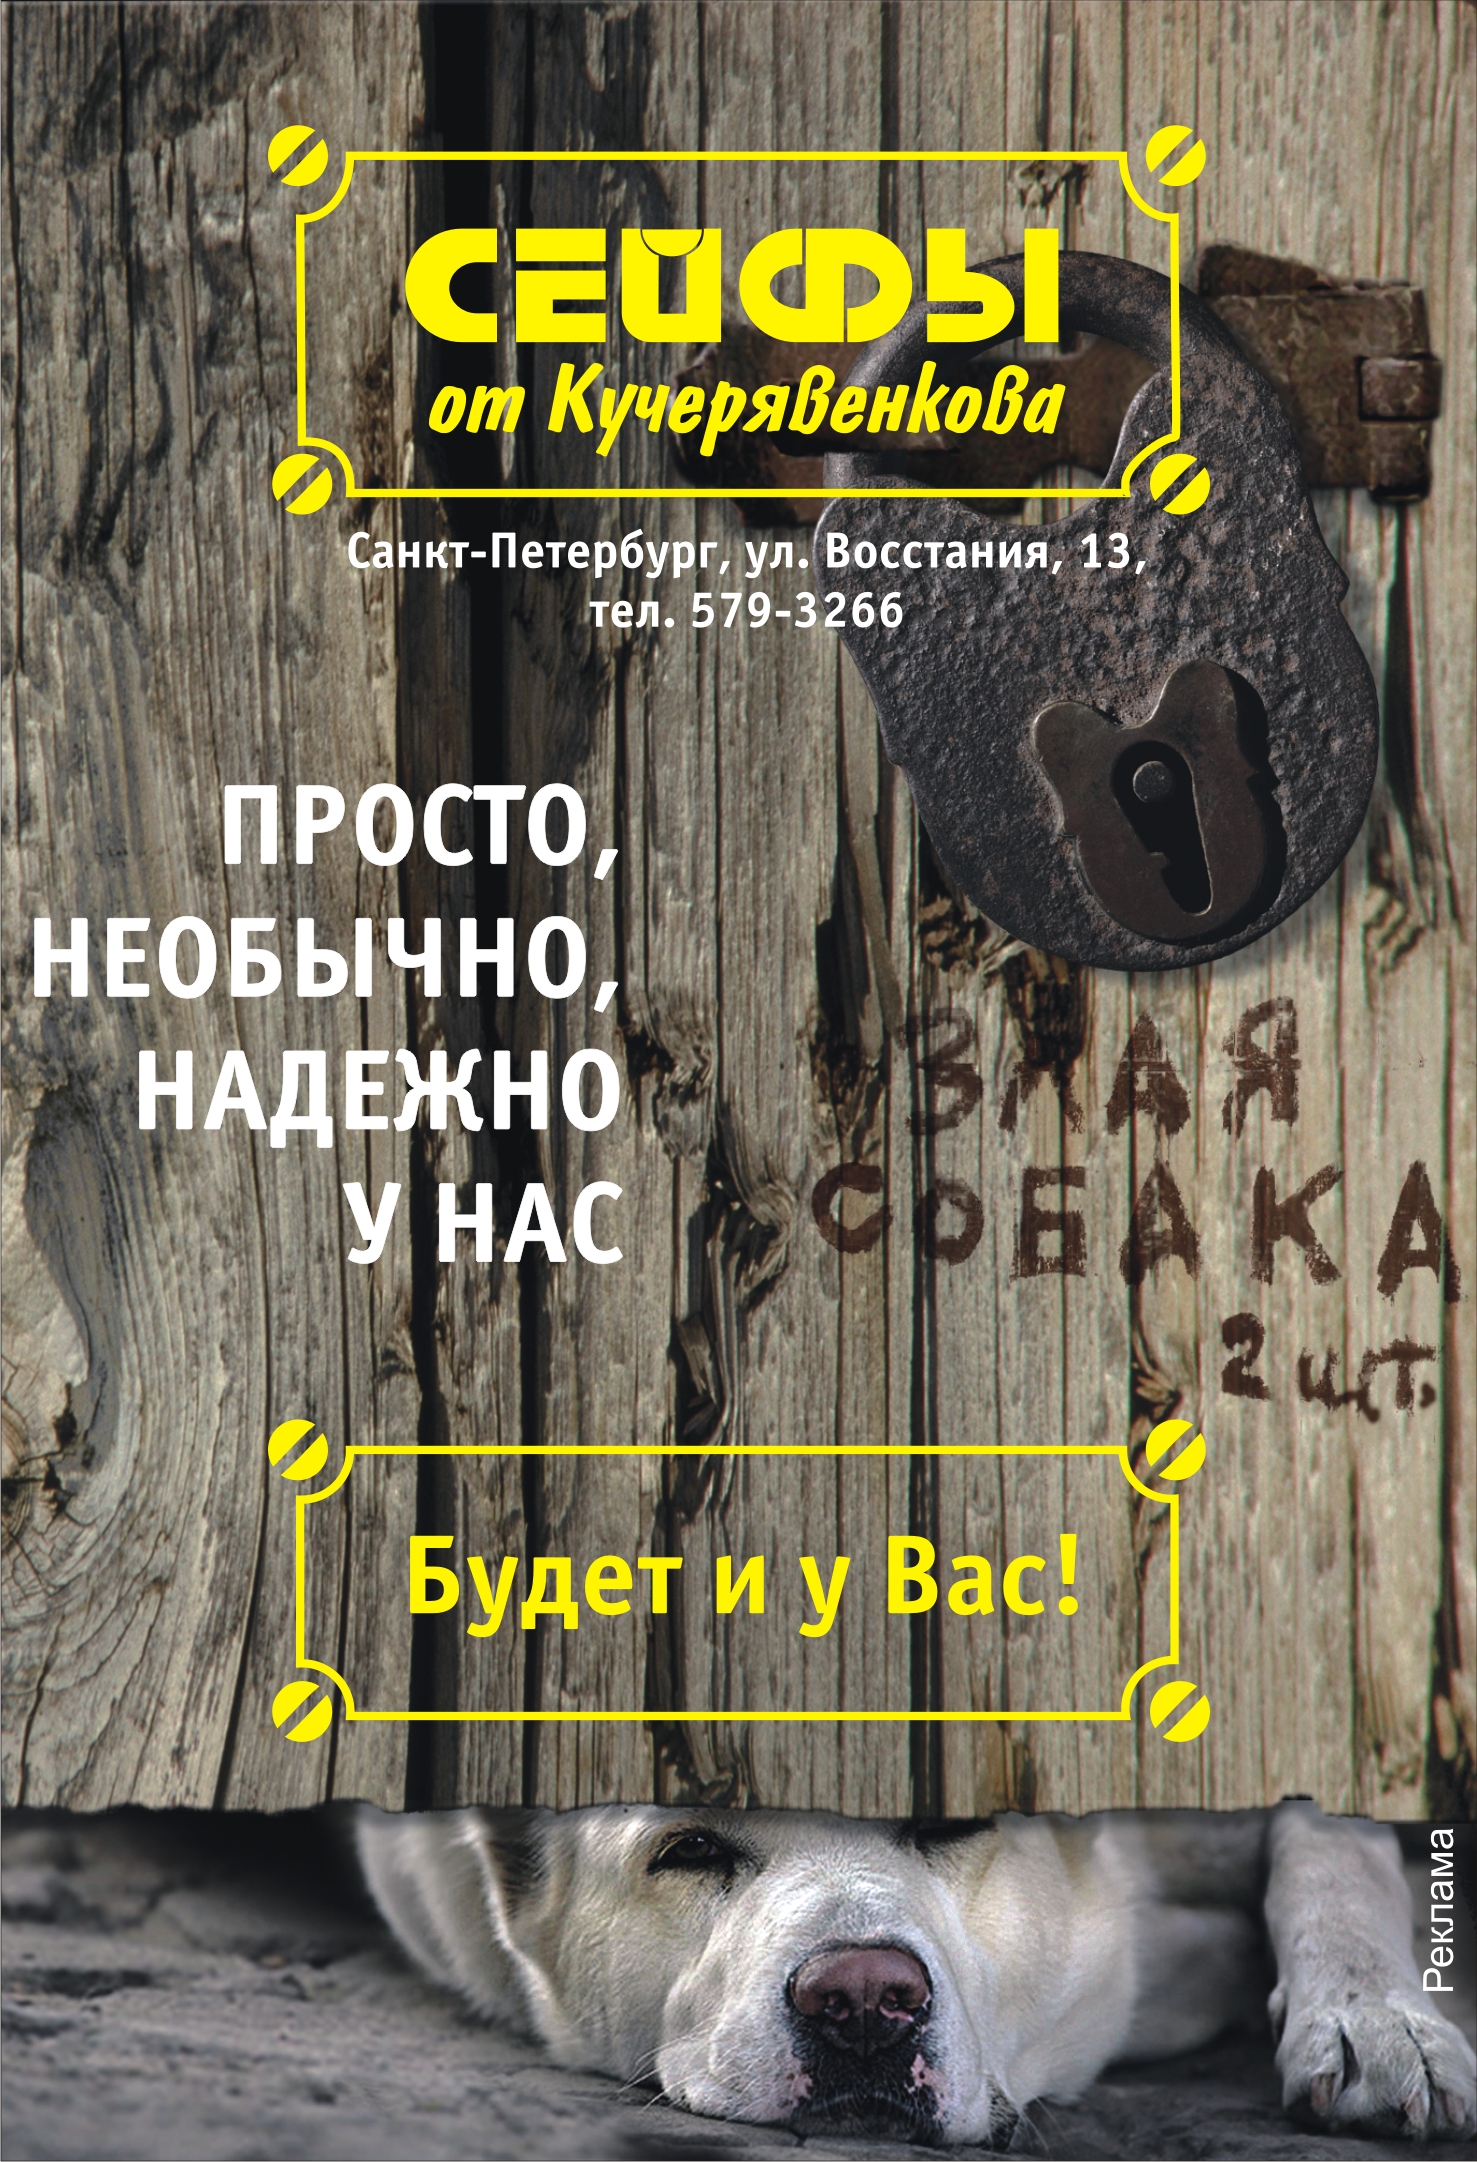 СЕЙФЫ
от Кучерявенкова
Санкт-Петербург, ул. Восстания, 13,
тел. 579-3266
ПРОСТО,
НЕОБЫЧНО,
НАДЕЖНО
У НАС
ЗЛАЯ
СОБАКА
2 шт.
Будет и у Вас!
Реклама